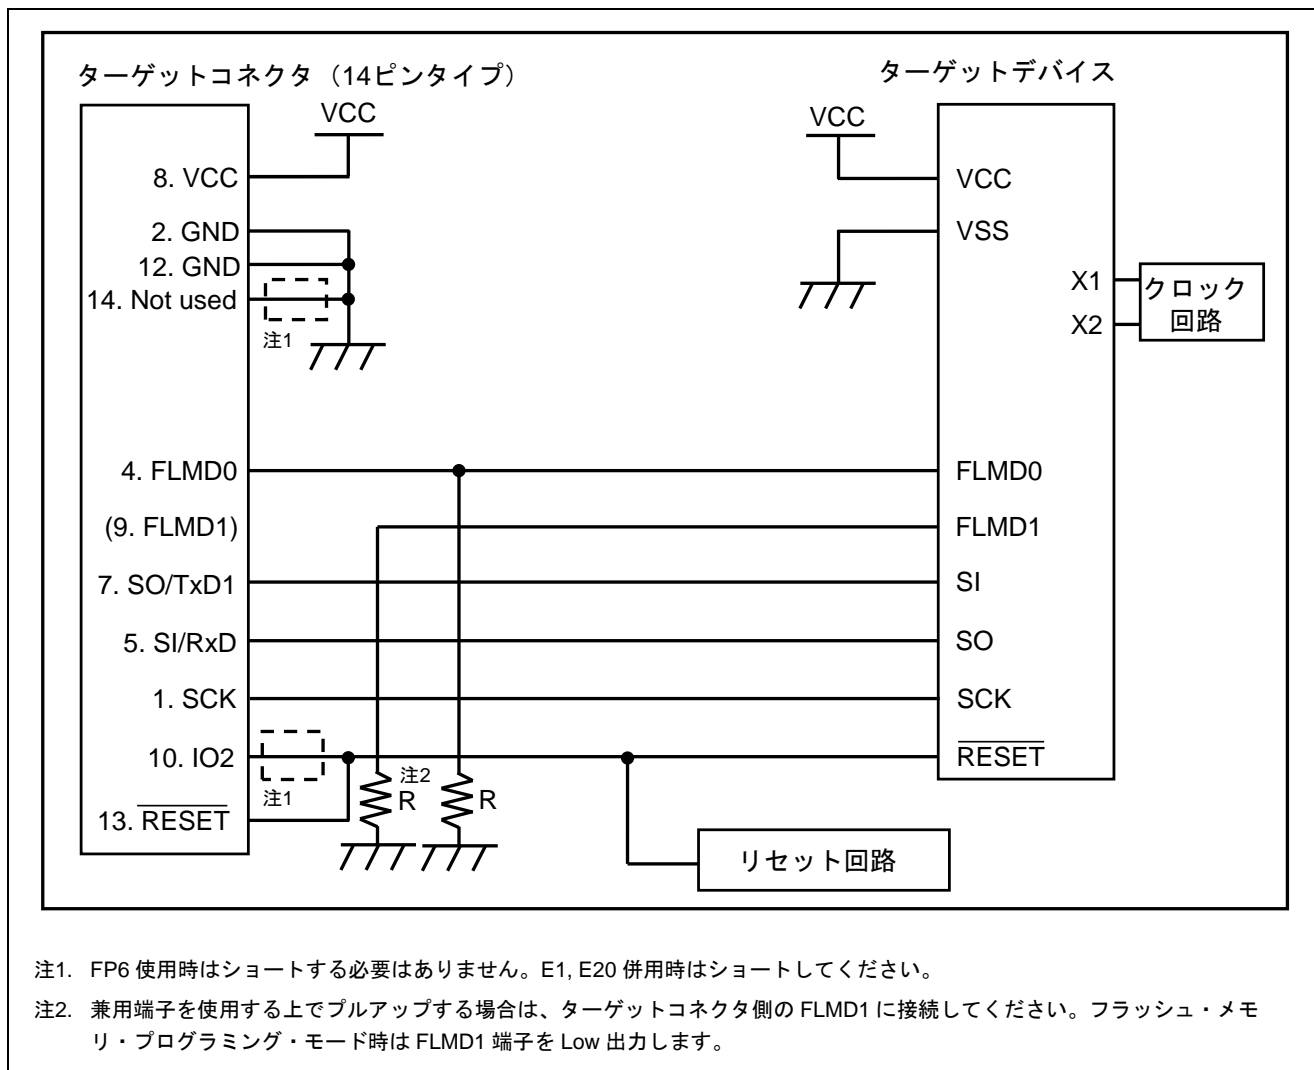 ターゲットコネクタ（14ピンタイプ）
ターゲットデバイス
VCC
VCC
8. VCC
VCC
2. GND
VSS
12. GND
14. Not used
注1
X1
X2
クロック
回路
4. FLMD0
FLMD0
(9. FLMD1)
FLMD1
7. SO/TxD1
SI
5. SI/RxD
SO
1. SCK
SCK
10. IO2
RESET
注1
注2
R
R
13. RESET
リセット回路
注1. FP6 使用時はショートする必要はありません。E1, E20 併用時はショートしてください。
注2. 兼用端子を使用する上でプルアップする場合は、ターゲットコネクタ側の FLMD1 に接続してください。フラッシュ・メモ
リ・プログラミング・モード時は FLMD1 端子を Low 出力します。